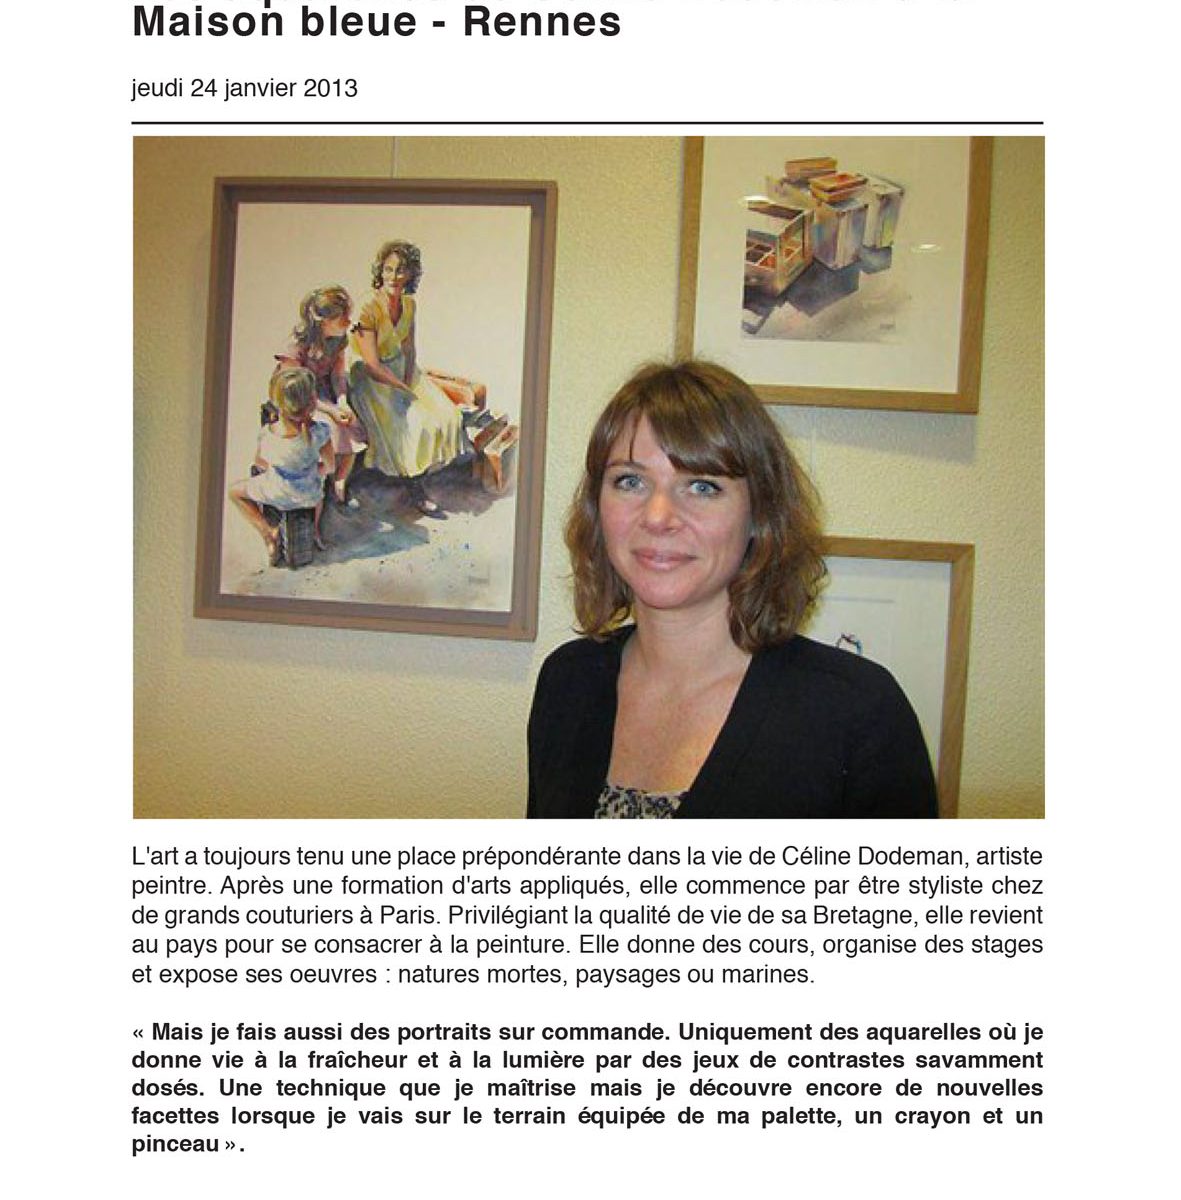 Maison bleue - Rennes
jeudi 24 janvier 2013
L'art a toujours tenu une place prépondérante dans la vie de Céline Dodeman, artiste
peintre. Après une formation d'arts appliqués, elle commence par être styliste chez
de grands couturiers à Paris. Privilégiant la qualité de vie de sa Bretagne, elle revient
au pays pour se consacrer à la peinture. Elle donne des cours, organise des stages
et expose ses oeuvres : natures mortes, paysages ou marines.
« Mais je fais aussi des portraits sur commande. Uniquement des aquarelles où je
donne vie à la fraîcheur et à la lumière par des jeux de contrastes savamment
dosés. Une technique que je maîtrise mais je découvre encore de nouvelles
facettes lorsque je vais sur le terrain équipée de ma palette, un crayon et un
pinceau ».